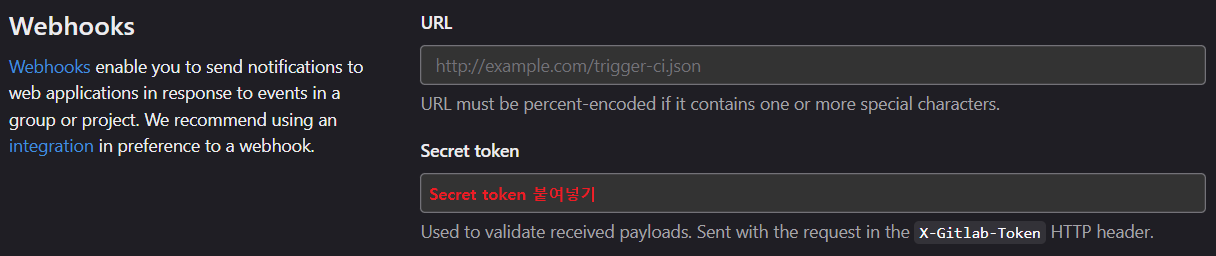 Webhooks
Webhooks enable you to send notifications to
web applications in response to events in a
group or project. We recommend using an
integration in preference to a webhook.
URL
http://example.com/trigger-ci.json
URL must be percent-encoded if it contains one or more special characters.
Secret token
Secret token 붙여넣기
Used to validate received payloads. Sent with the request in the X-Gitlab-Token HTTP header.